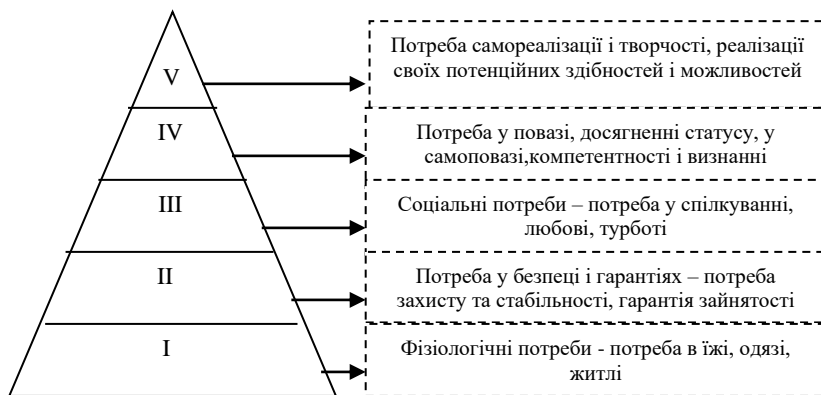 V
Потреба самореалізації і творчості, реалізації
своїх потенційних здібностей і можливостей
IV
Потреба у повазі, досягненні статусу, у
самоповазі,компетентності і визнанні
III
Соціальні потреби – потреба у спілкуванні,
любові, турботі
II
Потреба у безпеці і гарантіях – потреба
захисту та стабільності, гарантія зайнятості
I
Фізіологічні потреби - потреба в їжі, одязі,
житлі